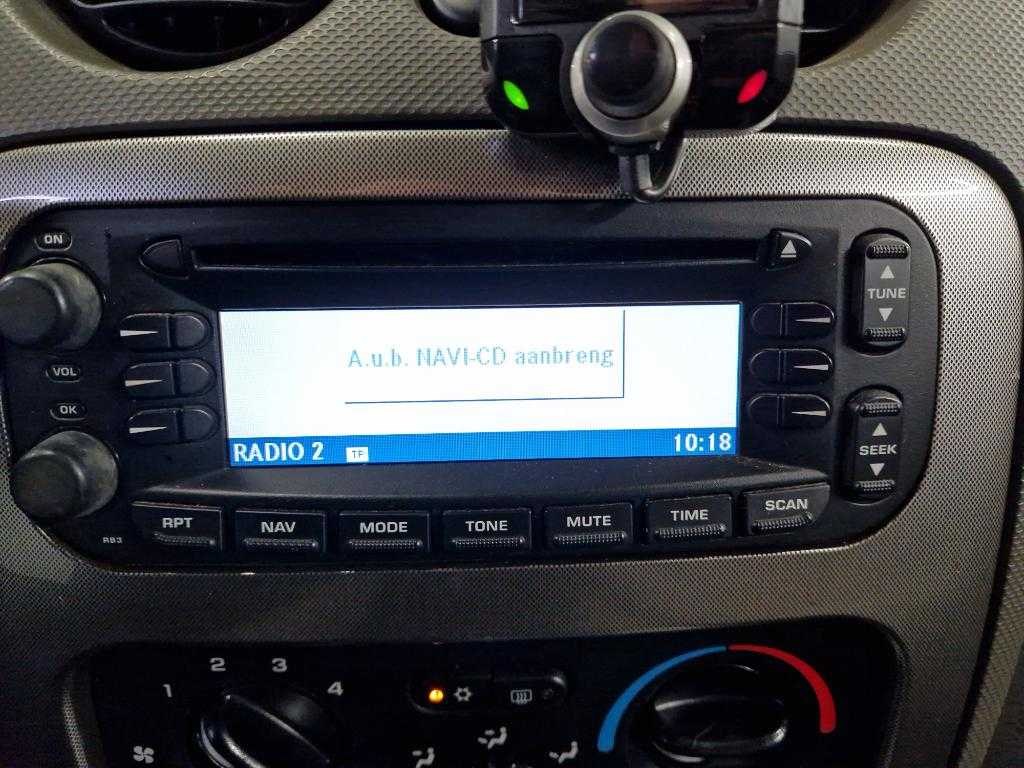 ON
VOL
OK
TUNE
SEEK
A.u.b. NAVI-CD aanbreng
RADIO 2 TP 10:18
RPT NAV MODE TONE MUTE TIME SCAN
RB3
1 2 3 4